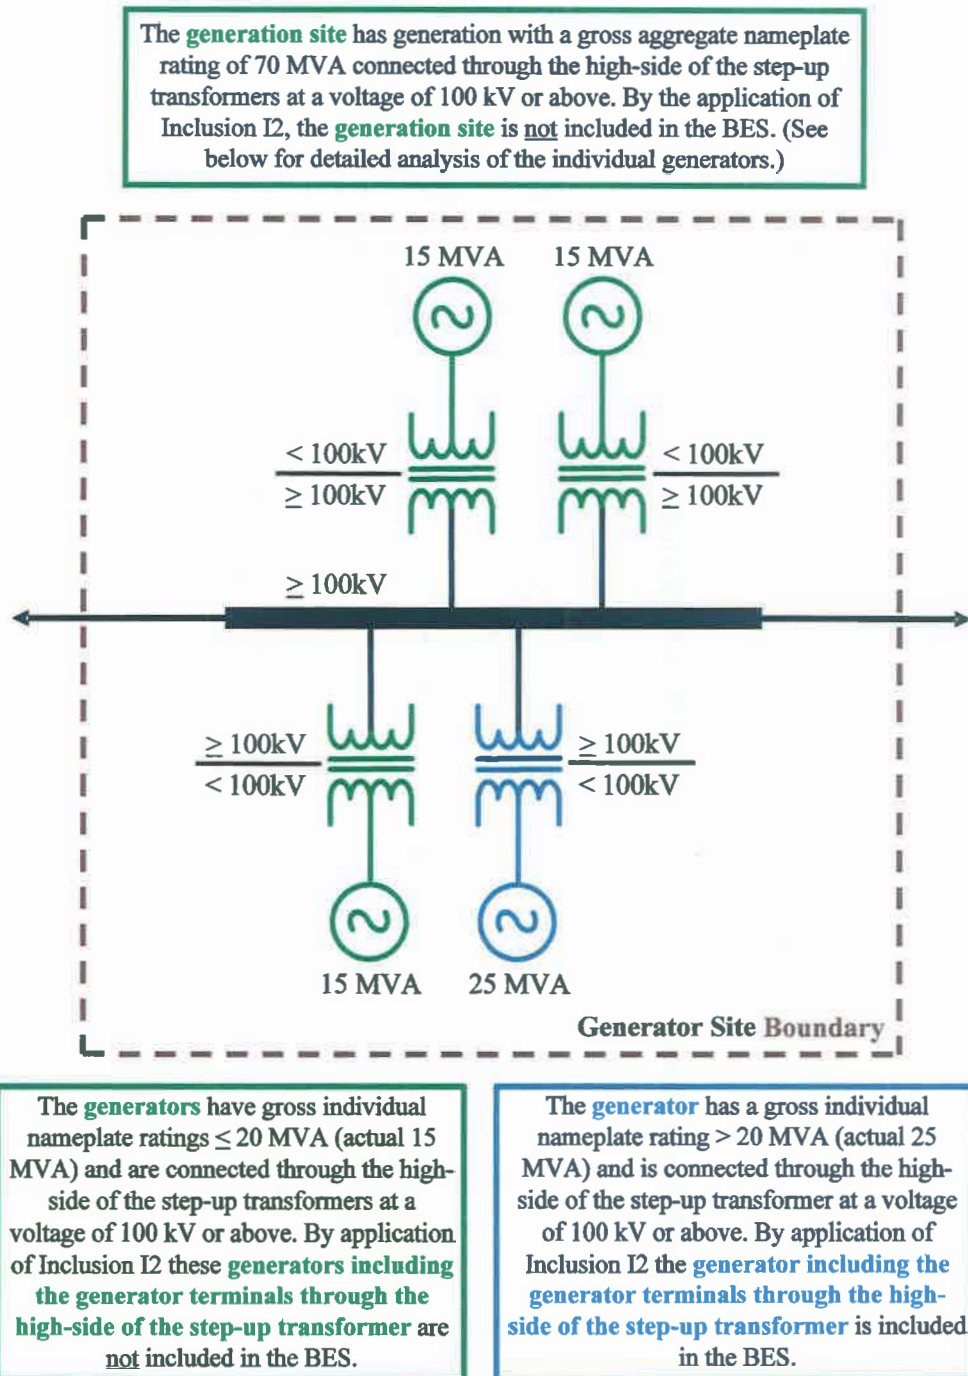 The generation site has generation with a gross aggregate nameplate
rating of 70 MVA connected through the high-side of the step-up
transformers at a voltage of 100 kV or above. By the application of
Inclusion I2, the generation site is not included in the BES. (See
below for detailed analysis of the individual generators.)
15 MVA 15 MVA
< 100kV < 100kV
≥ 100kV ≥ 100kV
≥ 100kV
≥ 100kV ≥ 100kV
< 100kV < 100kV
15 MVA 25 MVA
Generator Site Boundary
The generators have gross individual
nameplate ratings ≤ 20 MVA (actual 15
MVA) and are connected through the high-
side of the step-up transformers at a
voltage of 100 kV or above. By application
of Inclusion I2 these generators including
the generator terminals through the
high-side of the step-up transformer are
not included in the BES.
The generator has a gross individual
nameplate rating > 20 MVA (actual 25
MVA) and is connected through the high-
side of the step-up transformer at a voltage
of 100 kV or above. By application of
Inclusion I2 the generator including the
generator terminals through the high-
side of the step-up transformer is included
in the BES.